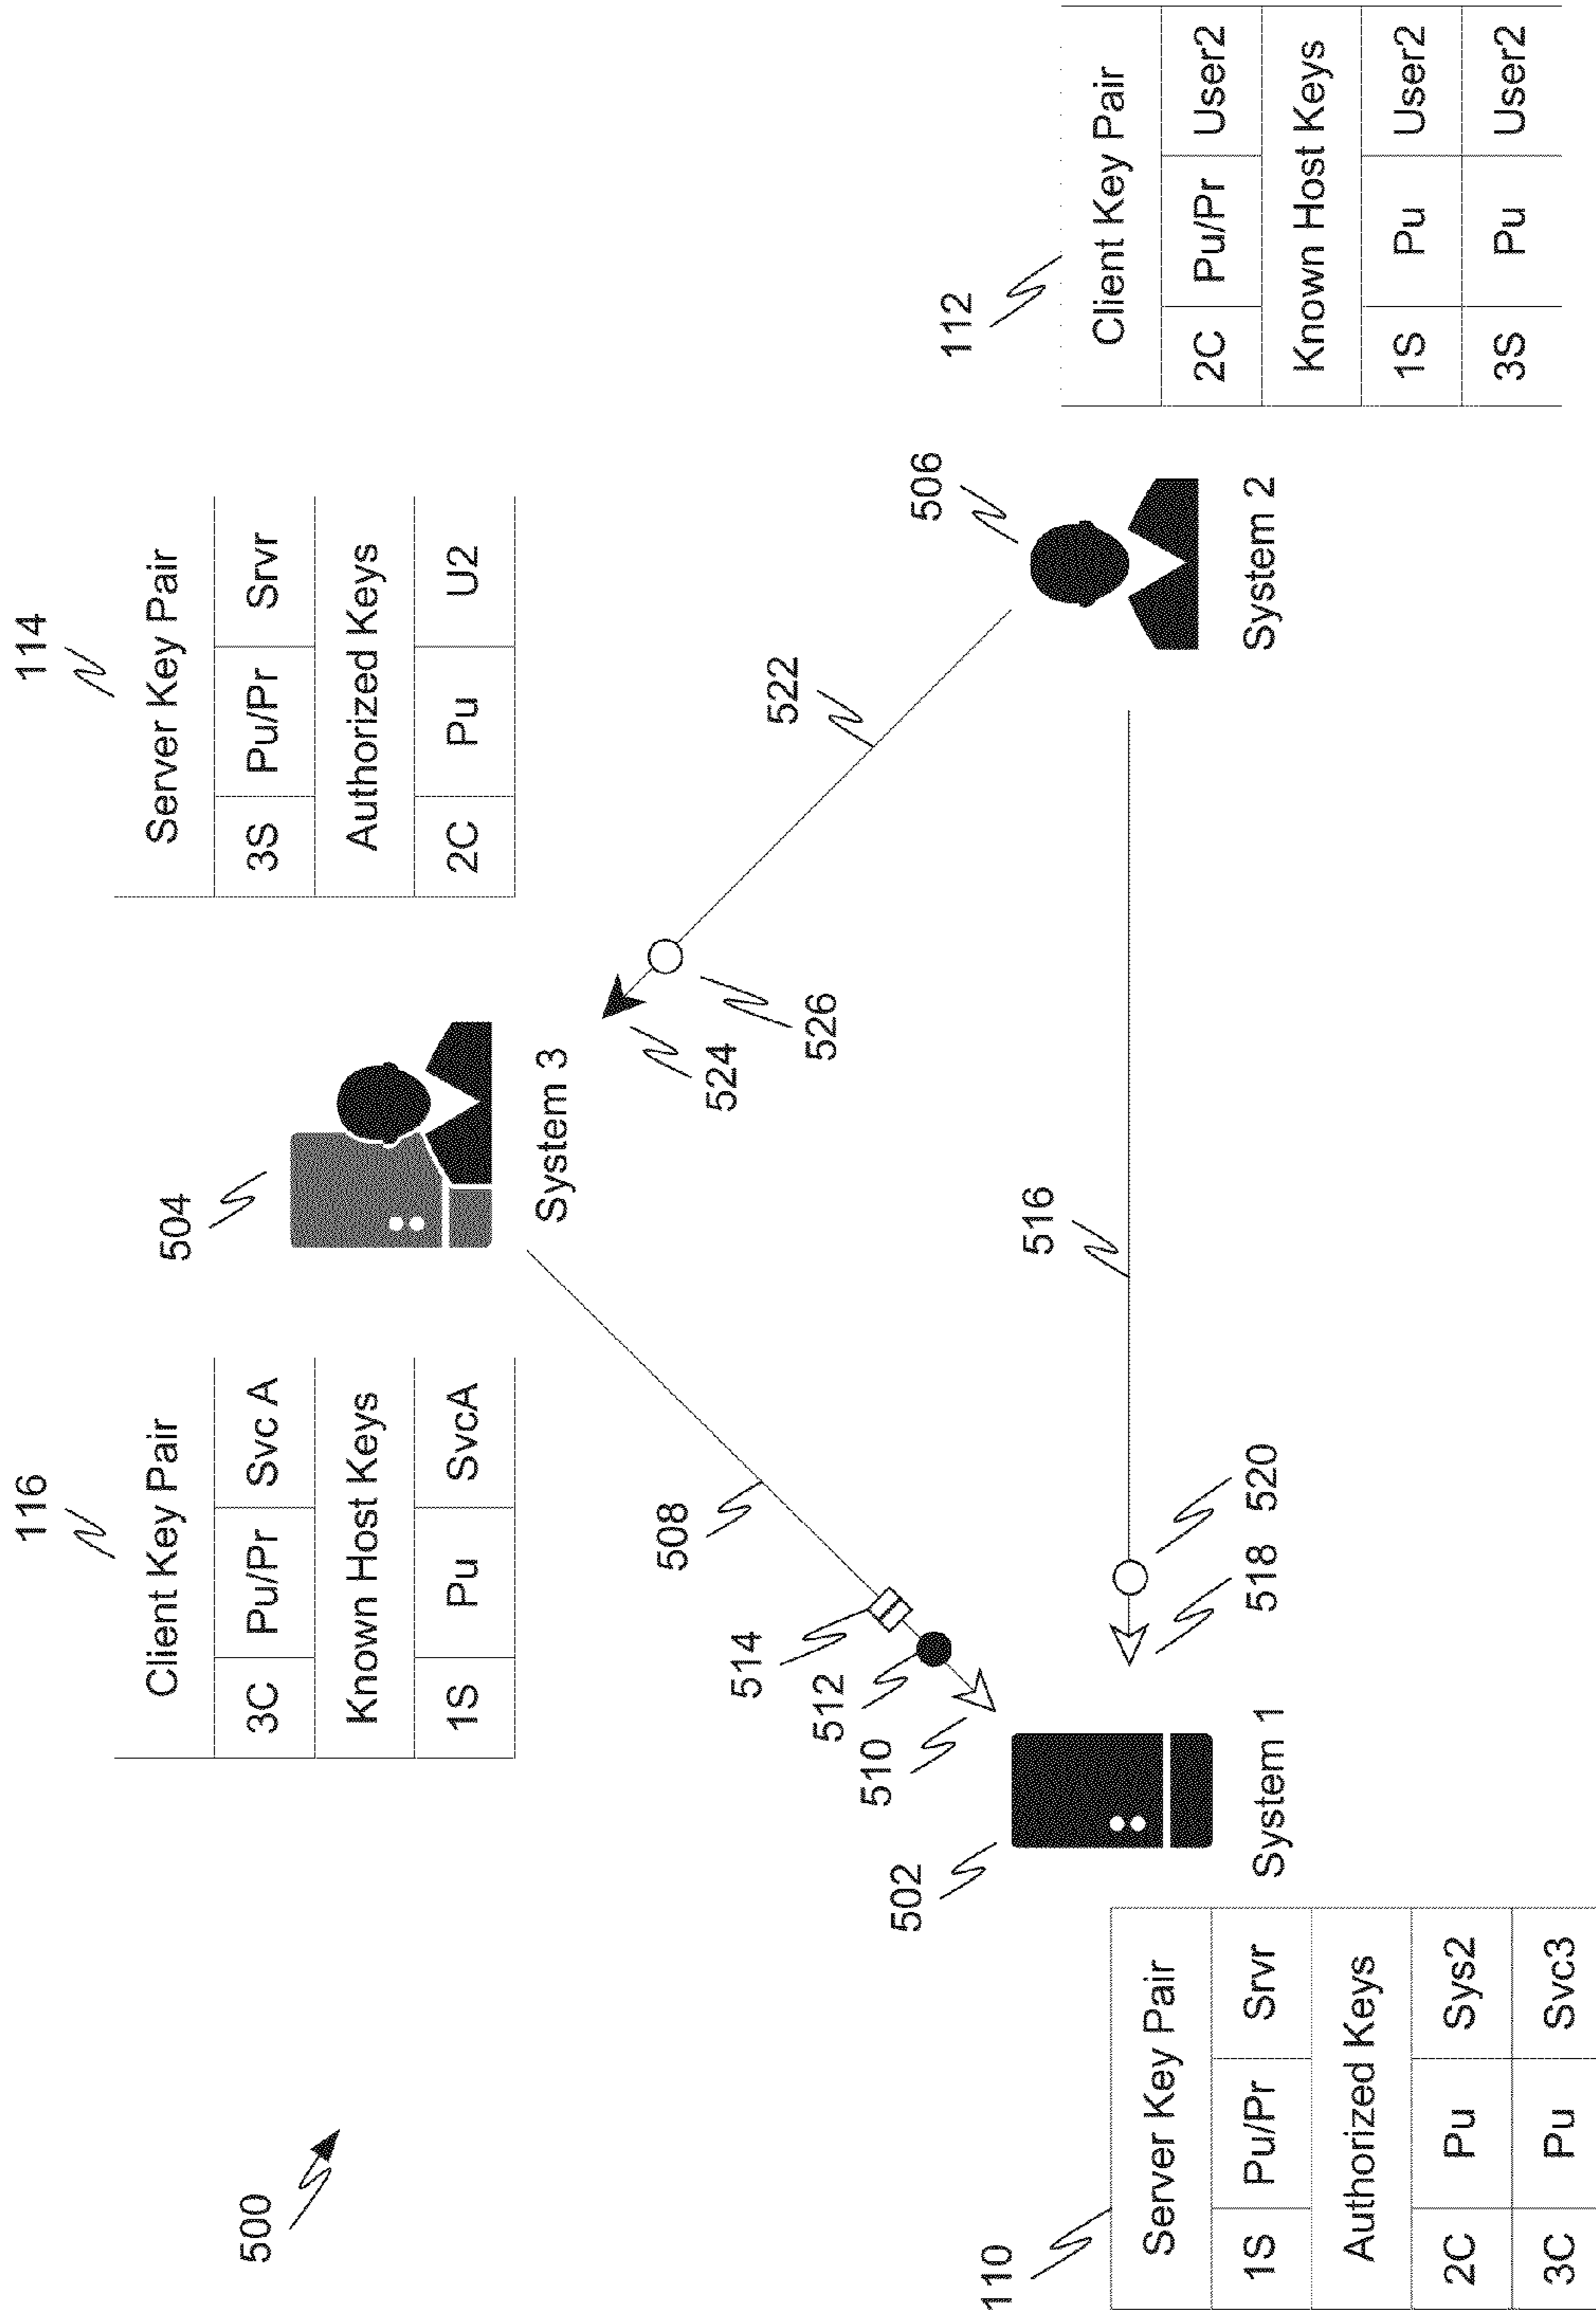 500
116
Client Key Pair
3C Pu/Pr Svc A
Known Host Keys
1S Pu SvcA
504
System 3
114
Server Key Pair
3S Pu/Pr Srvr
Authorized Keys
2C Pu U2
508
514
512
510
524
526
522
502
System 1
516
520
518
506
System 2
110
Server Key Pair
1S Pu/Pr Srvr
Authorized Keys
2C Pu Sys2
3C Pu Svc3
112
Client Key Pair
2C Pu/Pr User2
Known Host Keys
1S Pu User2
3S Pu User2